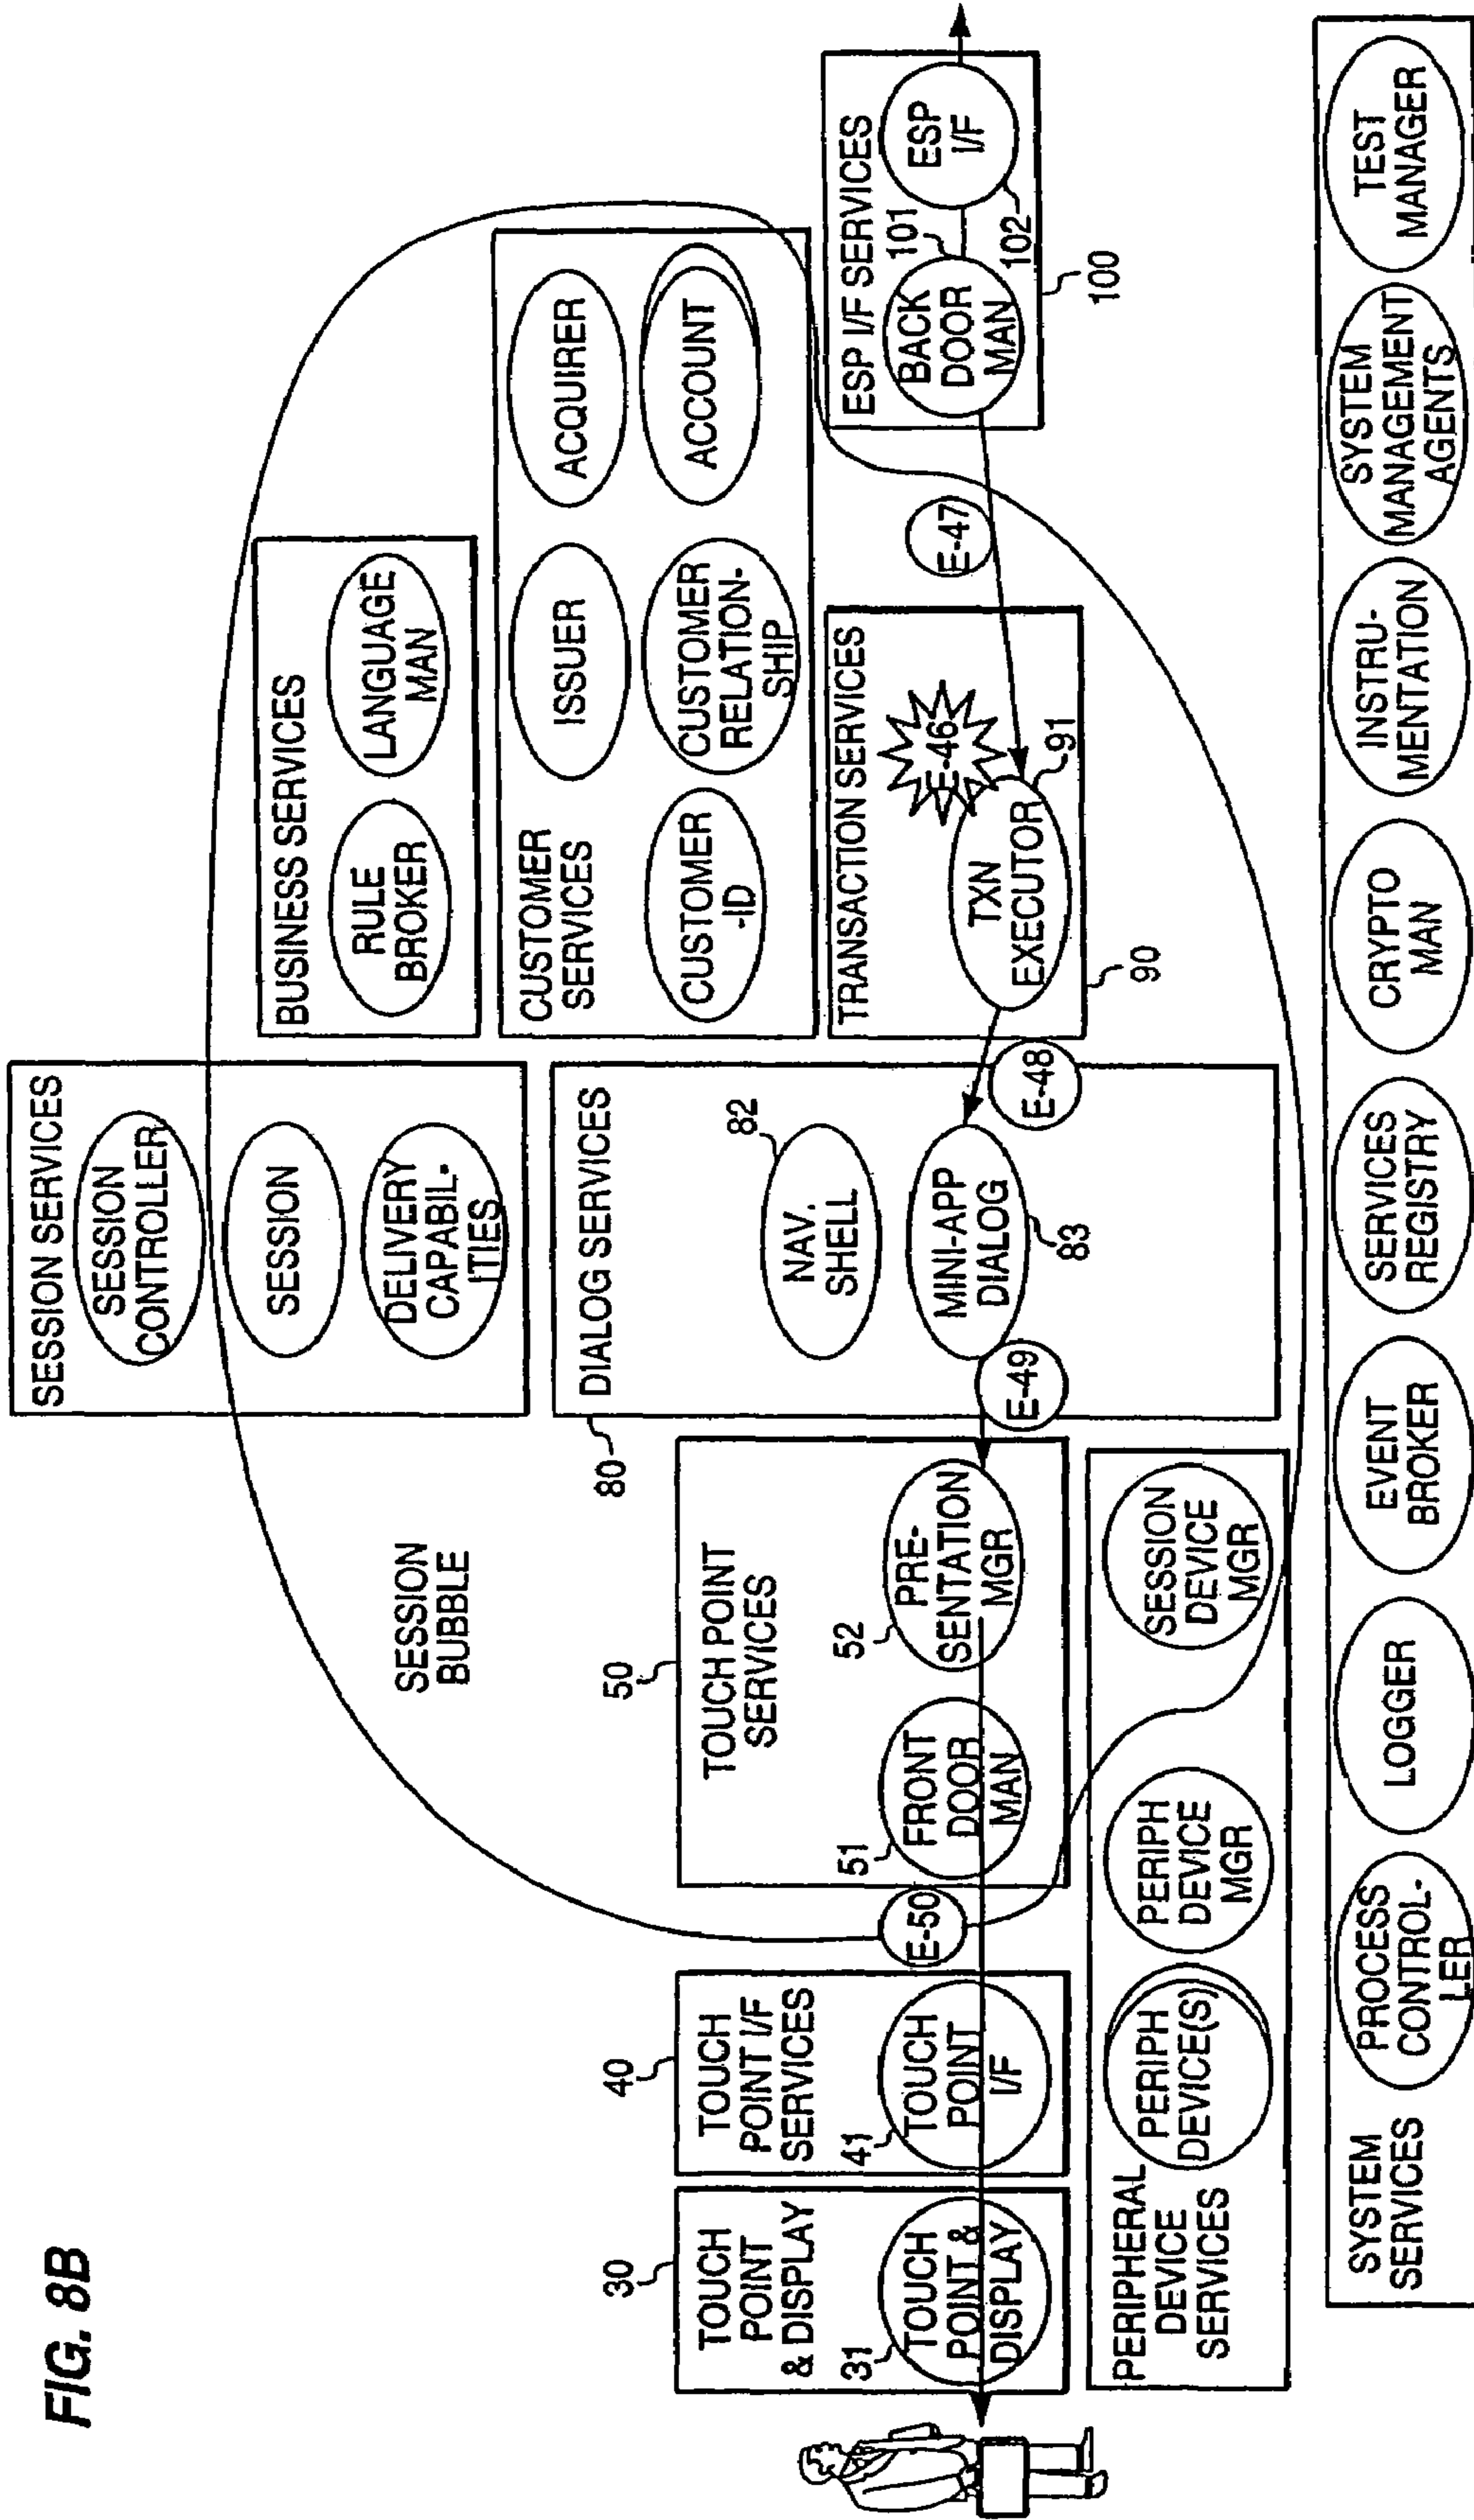 FIG. 8B
SESSION SERVICES
SESSION
CONTROLLER
SESSION
DELIVERY
CAPABIL-
ITIES
BUSINESS SERVICES
RULE
BROKER
LANGUAGE
MAN
SESSION
BUBBLE
CUSTOMER
SERVICES
ISSUER
ACQUIRER
CUSTOMER
-ID
CUSTOMER
RELATION-
SHIP
ACCOUNT
30
TOUCH
POINT
& DISPLAY
31
TOUCH
POINT &
DISPLAY
40
TOUCH
POINT I/F
SERVICES
41
TOUCH
POINT
I/F
E-50
50
TOUCH POINT
SERVICES
51
FRONT
DOOR
MAN
52
PRE-
SENTATION
MGR
80
DIALOG SERVICES
82
NAV.
SHELL
MINI-APP
DIALOG
83
E-49
E-48
TRANSACTION SERVICES
E-46
TXN
EXECUTOR
91
90
E-47
ESP I/F SERVICES
BACK
DOOR
MAN
101
ESP
I/F
102
100
PERIPHERAL
DEVICE
SERVICES
PERIPH
DEVICE(S)
PERIPH
DEVICE
MGR
SESSION
DEVICE
MGR
SYSTEM
SERVICES
PROCESS
CONTROL-
LER
LOGGER
EVENT
BROKER
SERVICES
REGISTRY
CRYPTO
MAN
INSTRU-
MENTATION
SYSTEM
MANAGEMENT
AGENTS
TEST
MANAGER